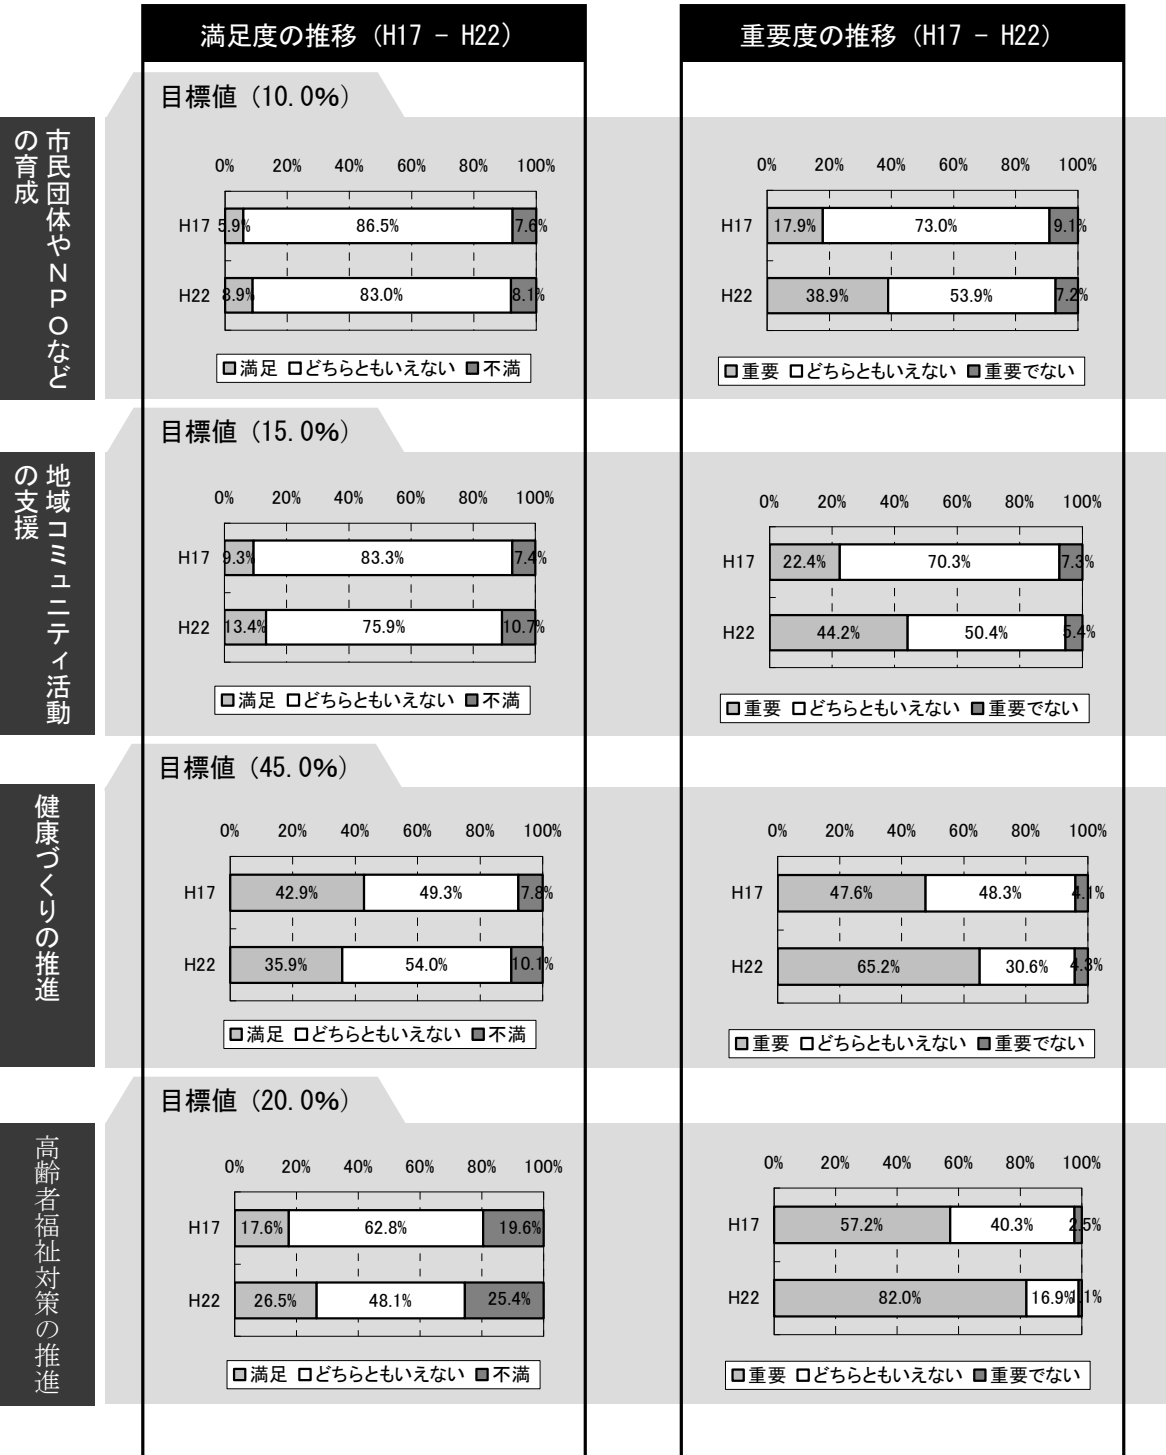 満足度の推移（H17 － H22）
重要度の推移（H17 － H22）
市民団体やＮＰＯなど
の育成
目標値（10.0%）
0% 20% 40% 60% 80% 100%
H17 5.9% 86.5% 7.6%
H22 8.9% 83.0% 8.1%
満足 どちらともいえない 不満
0% 20% 40% 60% 80% 100%
H17 17.9% 73.0% 9.1%
H22 38.9% 53.9% 7.2%
重要 どちらともいえない 重要でない
地域コミュニティ活動
の支援
目標値（15.0%）
0% 20% 40% 60% 80% 100%
H17 9.3% 83.3% 7.4%
H22 13.4% 75.9% 10.7%
満足 どちらともいえない 不満
0% 20% 40% 60% 80% 100%
H17 22.4% 70.3% 7.3%
H22 44.2% 50.4% 5.4%
重要 どちらともいえない 重要でない
健康づくりの推進
目標値（45.0%）
0% 20% 40% 60% 80% 100%
H17 42.9% 49.3% 7.8%
H22 35.9% 54.0% 10.1%
満足 どちらともいえない 不満
0% 20% 40% 60% 80% 100%
H17 47.6% 48.3% 4.1%
H22 65.2% 30.6% 4.3%
重要 どちらともいえない 重要でない
高齢者福祉対策の推進
目標値（20.0%）
0% 20% 40% 60% 80% 100%
H17 17.6% 62.8% 19.6%
H22 26.5% 48.1% 25.4%
満足 どちらともいえない 不満
0% 20% 40% 60% 80% 100%
H17 57.2% 40.3% 2.5%
H22 82.0% 16.9% 1.1%
重要 どちらともいえない 重要でない